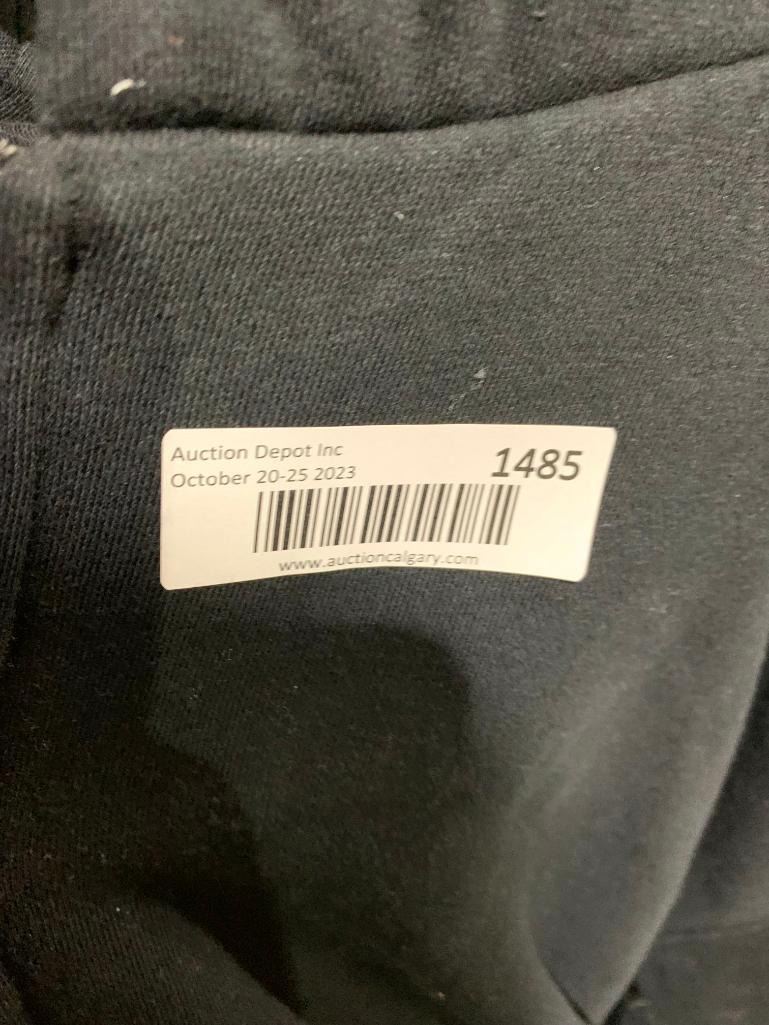 Auction Depot Inc
October 20-25 2023
1485
www.auctioncalgary.com